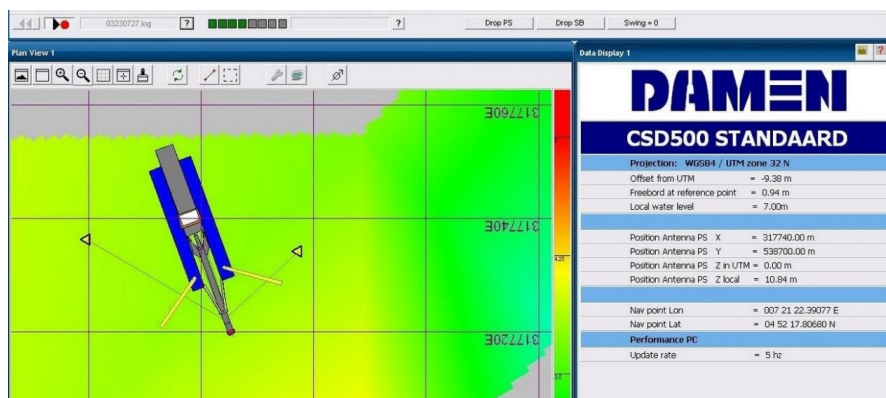 03230727.log
?
?
Drop PS
Drop SB
Swing = 0
Plan View 1
317760E
317740E
317720E
Data Display 1
?
DAMEN
CSD500 STANDAARD
Projection: WGS84 / UTM zone 32 N
Offset from UTM = -9.38 m
Freebord at reference point = 0.94 m
Local water level = 7.00m
Position Antenna PS X = 317740.00 m
Position Antenna PS Y = 538700.00 m
Position Antenna PS Z in UTM = 0.00 m
Position Antenna PS Z local = 10.84 m
Nav point Lon = 007 21 22.39077 E
Nav point Lat = 04 52 17.80680 N
Performance PC
Update rate = 5 hz